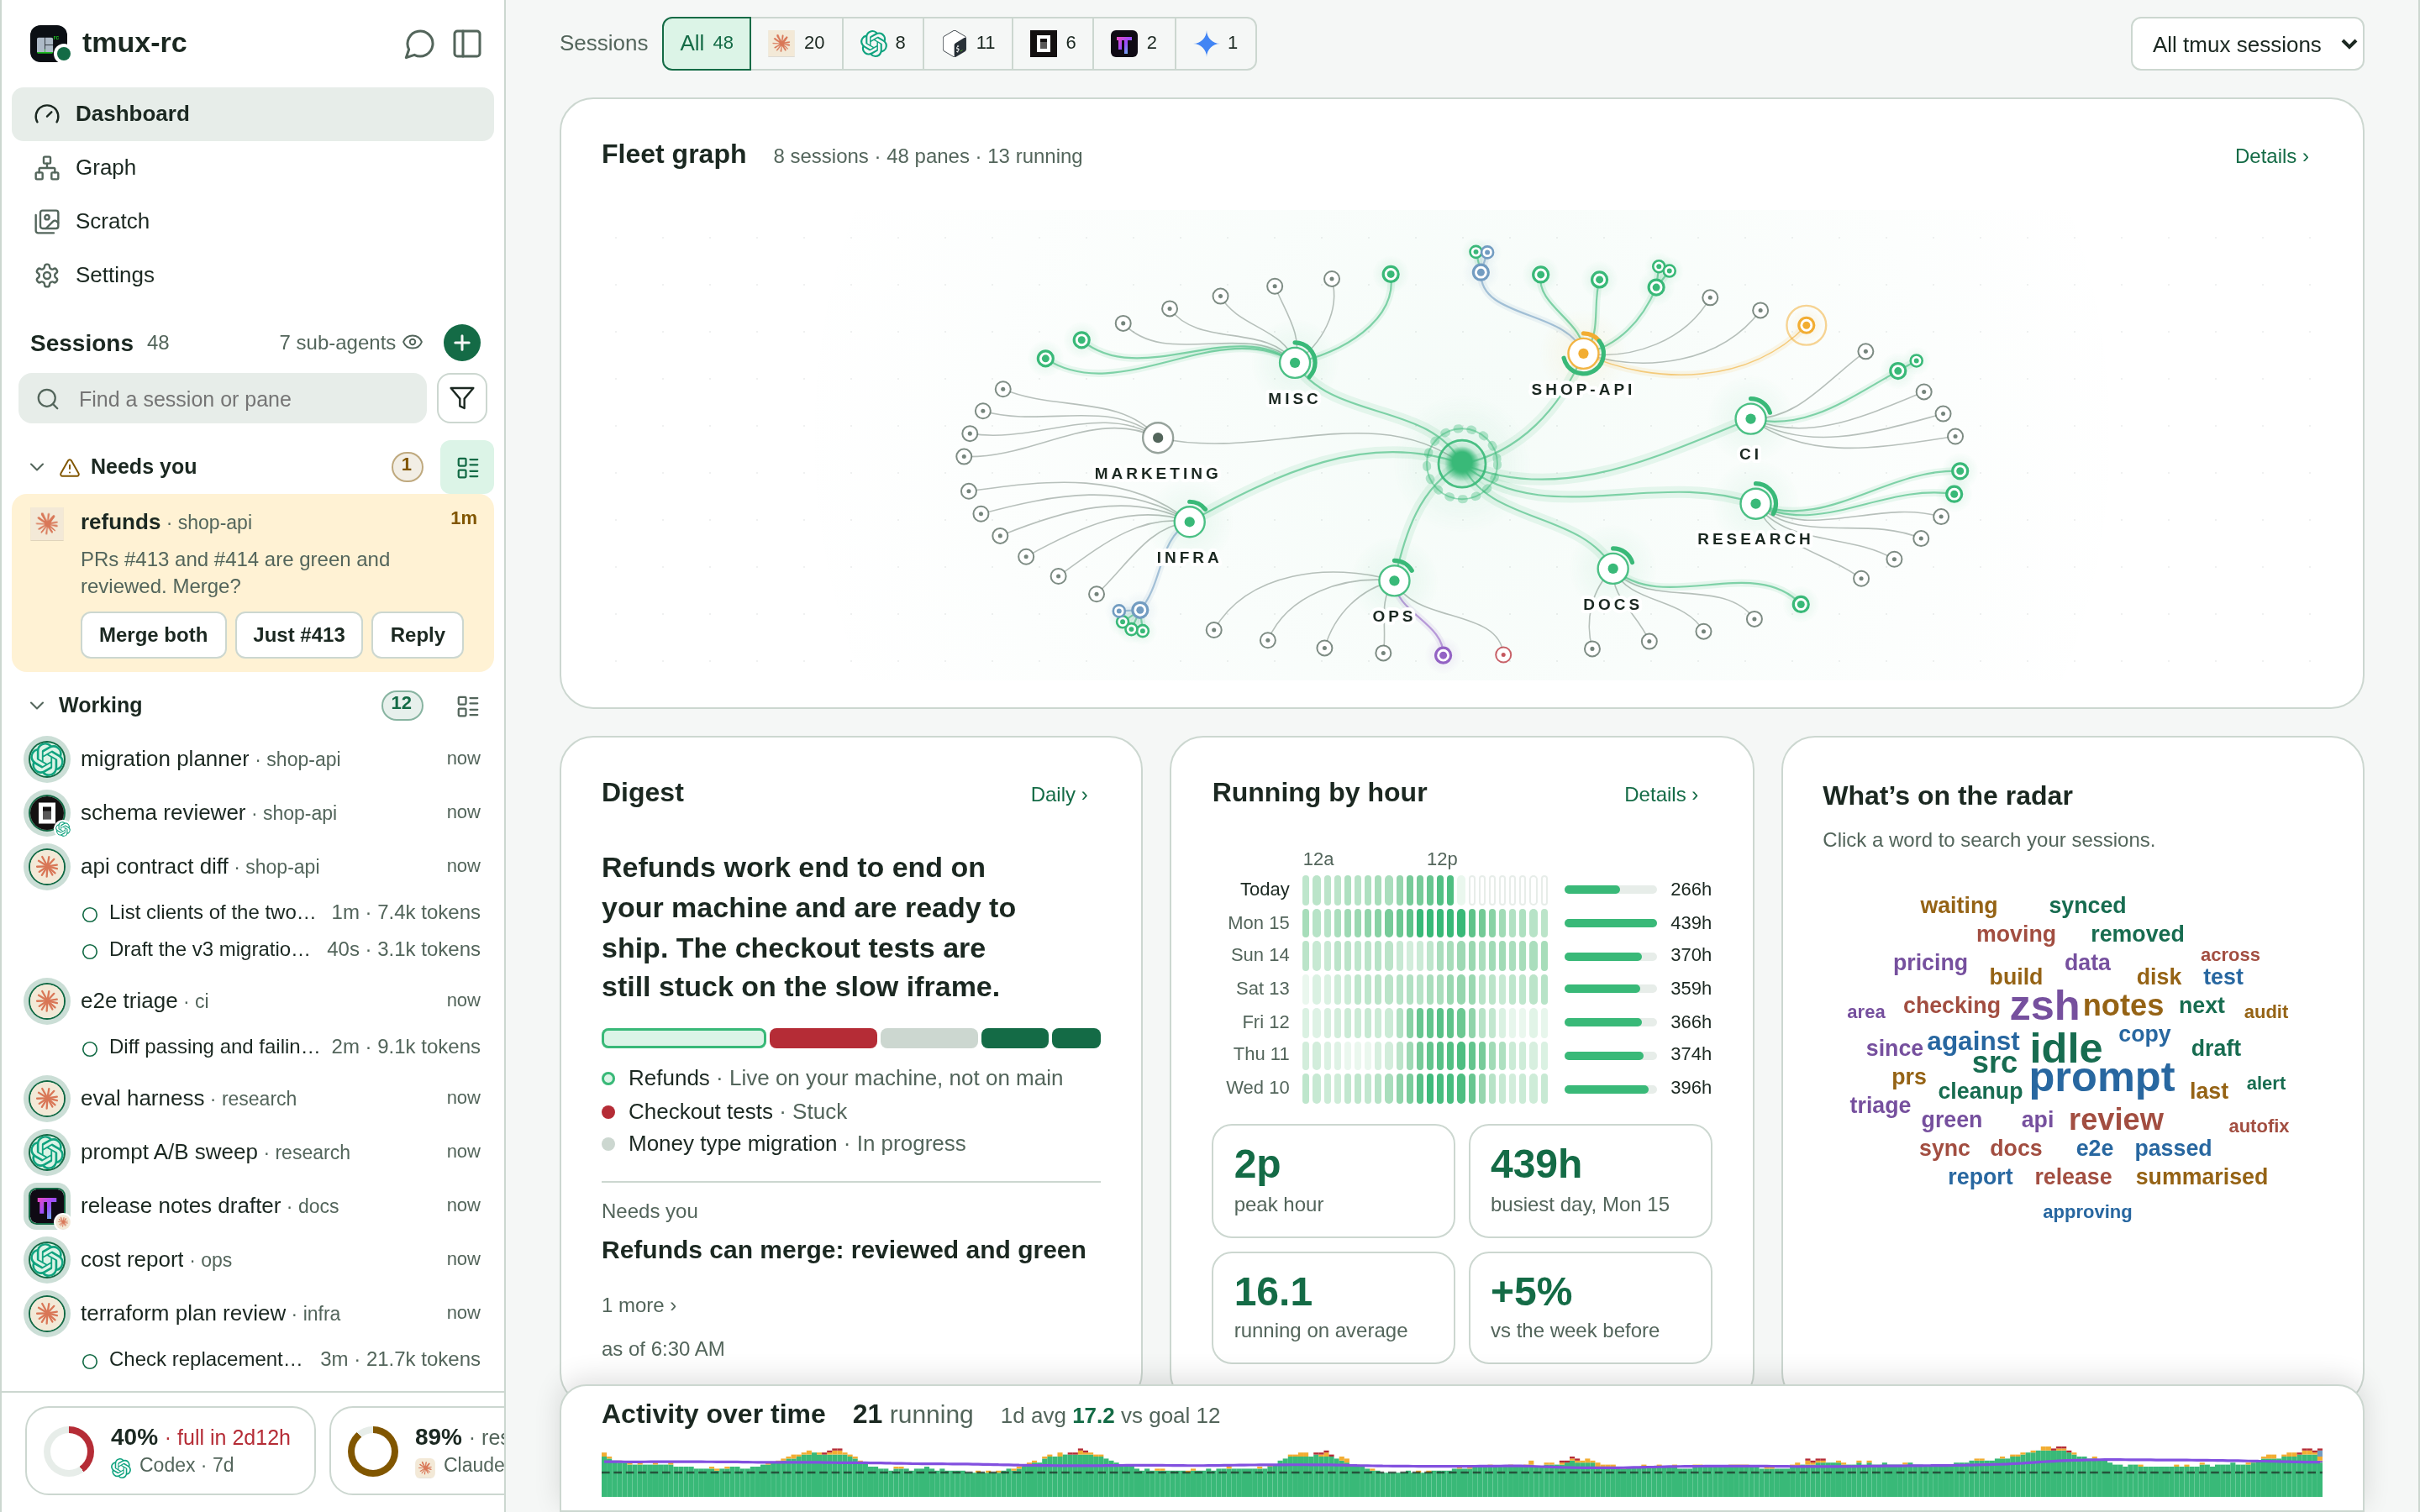 tmux-rc
Dashboard
Graph
Scratch
Settings
Sessions 48 7 sub-agents
Find a session or pane
Needs you 1
refunds · shop-api 1m
PRs #413 and #414 are green and
reviewed. Merge?
Merge both Just #413 Reply
Working 12
migration planner · shop-api now
schema reviewer · shop-api now
api contract diff · shop-api now
List clients of the two… 1m · 7.4k tokens
Draft the v3 migratio… 40s · 3.1k tokens
e2e triage · ci now
Diff passing and failin… 2m · 9.1k tokens
eval harness · research now
prompt A/B sweep · research now
release notes drafter · docs now
cost report · ops now
terraform plan review · infra now
Check replacement… 3m · 21.7k tokens
40% · full in 2d12h
Codex · 7d
89% · res
Claude
Sessions All 48 20 8 11 6 2 1
All tmux sessions
Fleet graph 8 sessions · 48 panes · 13 running Details ›
MISC
SHOP-API
MARKETING
CI
INFRA
RESEARCH
OPS
DOCS
Digest Daily ›
Refunds work end to end on
your machine and are ready to
ship. The checkout tests are
still stuck on the slow iframe.
Refunds · Live on your machine, not on main
Checkout tests · Stuck
Money type migration · In progress
Needs you
Refunds can merge: reviewed and green
1 more ›
as of 6:30 AM
Running by hour Details ›
12a 12p
Today 266h
Mon 15 439h
Sun 14 370h
Sat 13 359h
Fri 12 366h
Thu 11 374h
Wed 10 396h
2p
peak hour
439h
busiest day, Mon 15
16.1
running on average
+5%
vs the week before
What’s on the radar
Click a word to search your sessions.
waiting synced
moving removed
pricing build data disk across test
area checking zsh notes next audit
since against src idle copy draft
prs cleanup prompt last alert
triage green api review autofix
sync docs e2e passed
report release summarised
approving
Activity over time 21 running 1d avg 17.2 vs goal 12